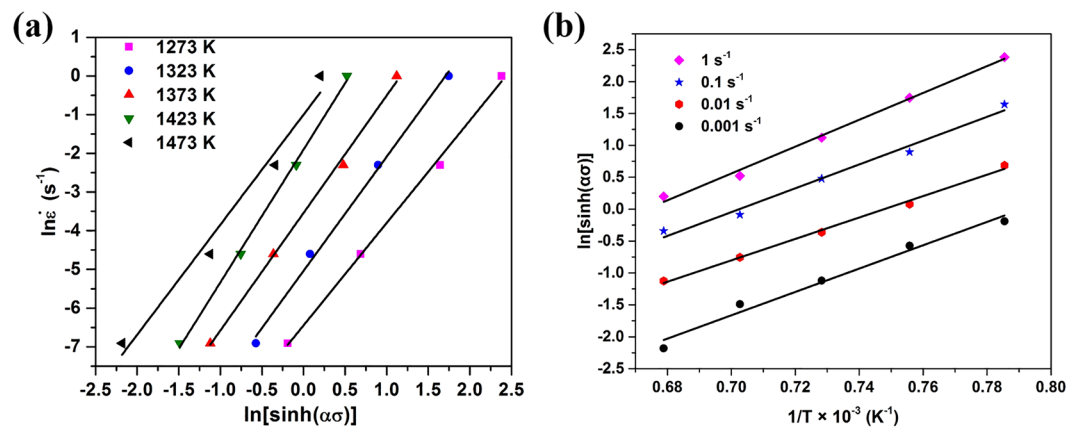 (a)
1273 K
1323 K
1373 K
1423 K
1473 K
lnε̇ (s⁻¹)
1
0
-1
-2
-3
-4
-5
-6
-7
-2.5 -2.0 -1.5 -1.0 -0.5 0.0 0.5 1.0 1.5 2.0 2.5
ln[sinh(ασ)]
(b)
1 s⁻¹
0.1 s⁻¹
0.01 s⁻¹
0.001 s⁻¹
ln[sinh(ασ)]
2.5
2.0
1.5
1.0
0.5
0.0
-0.5
-1.0
-1.5
-2.0
-2.5
0.68 0.70 0.72 0.74 0.76 0.78 0.80
1/T × 10⁻³ (K⁻¹)